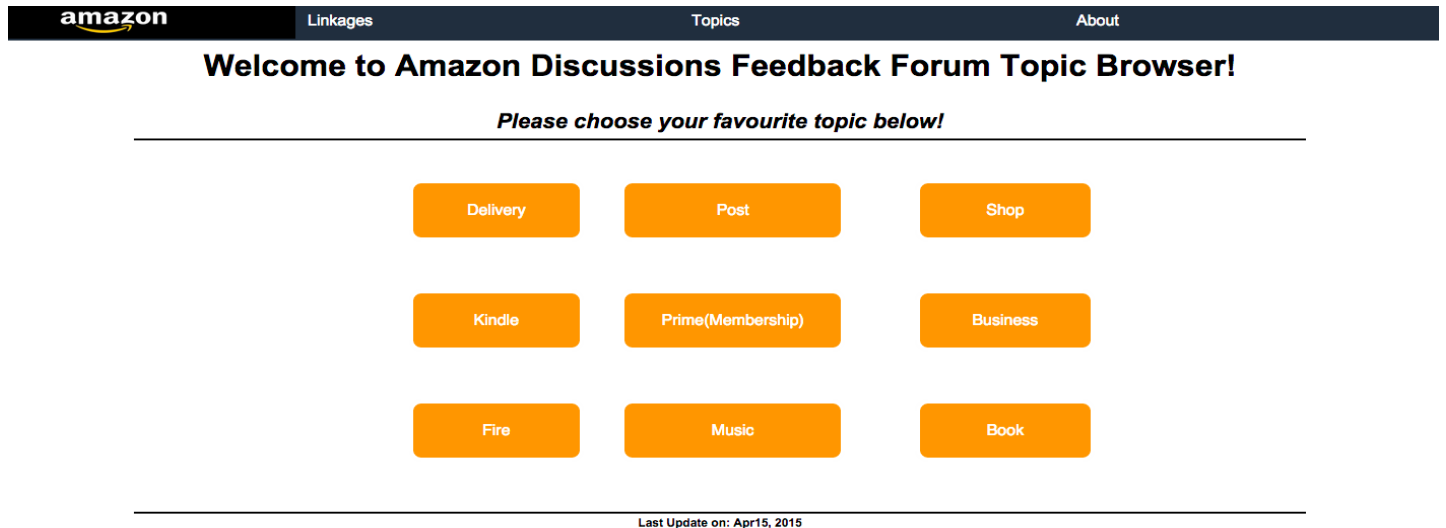 amazon Linkages Topics About
Welcome to Amazon Discussions Feedback Forum Topic Browser!
Please choose your favourite topic below!
Delivery Post Shop
Kindle Prime(Membership) Business
Fire Music Book
Last Update on: Apr15, 2015